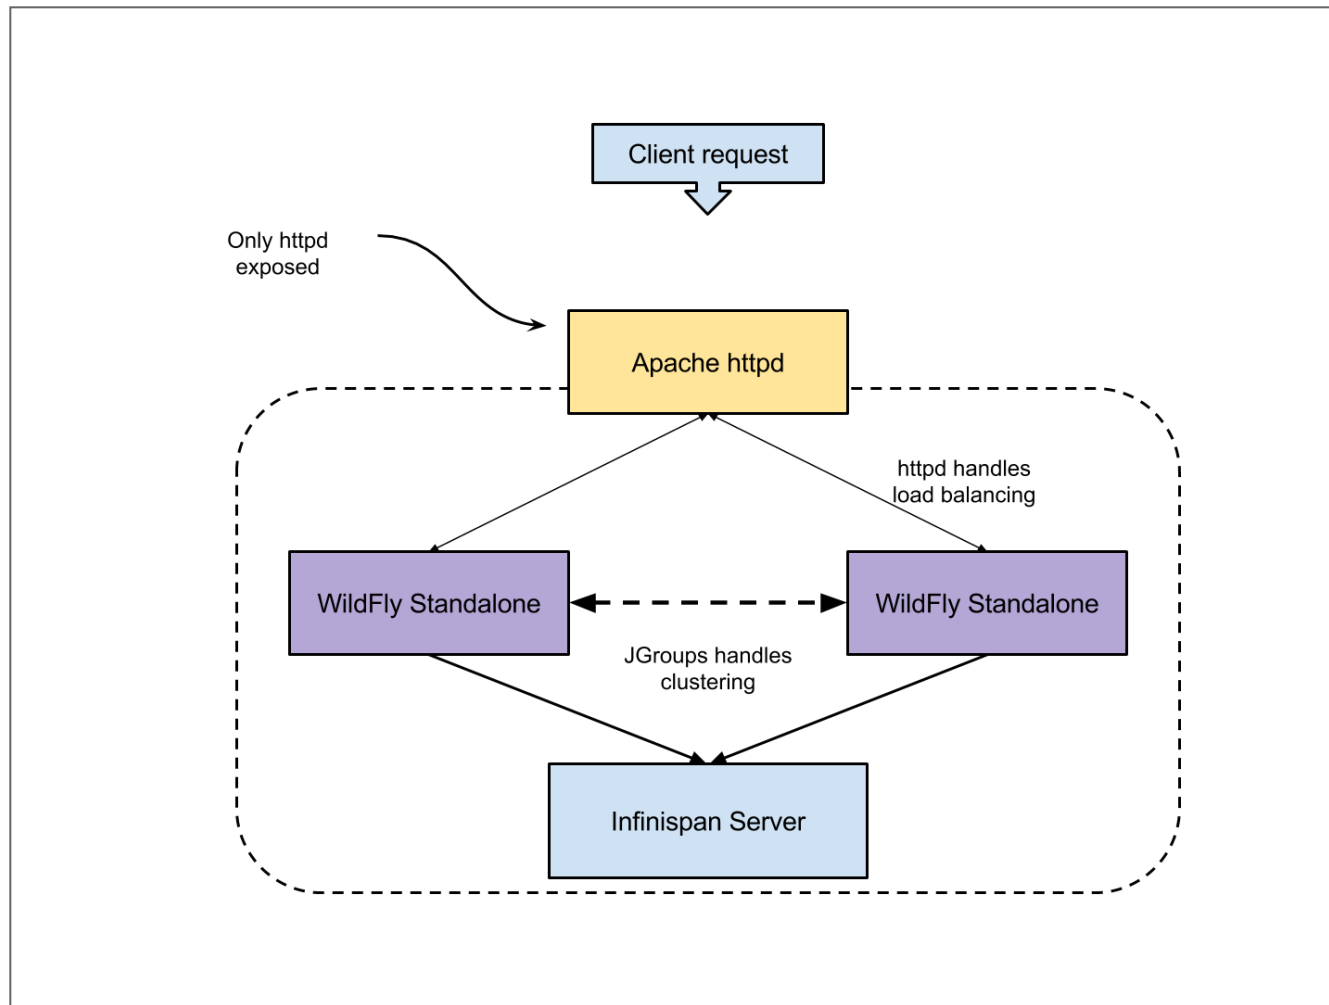 Client request
Only httpd
exposed
Apache httpd
httpd handles
load balancing
WildFly Standalone
WildFly Standalone
JGroups handles
clustering
Infinispan Server